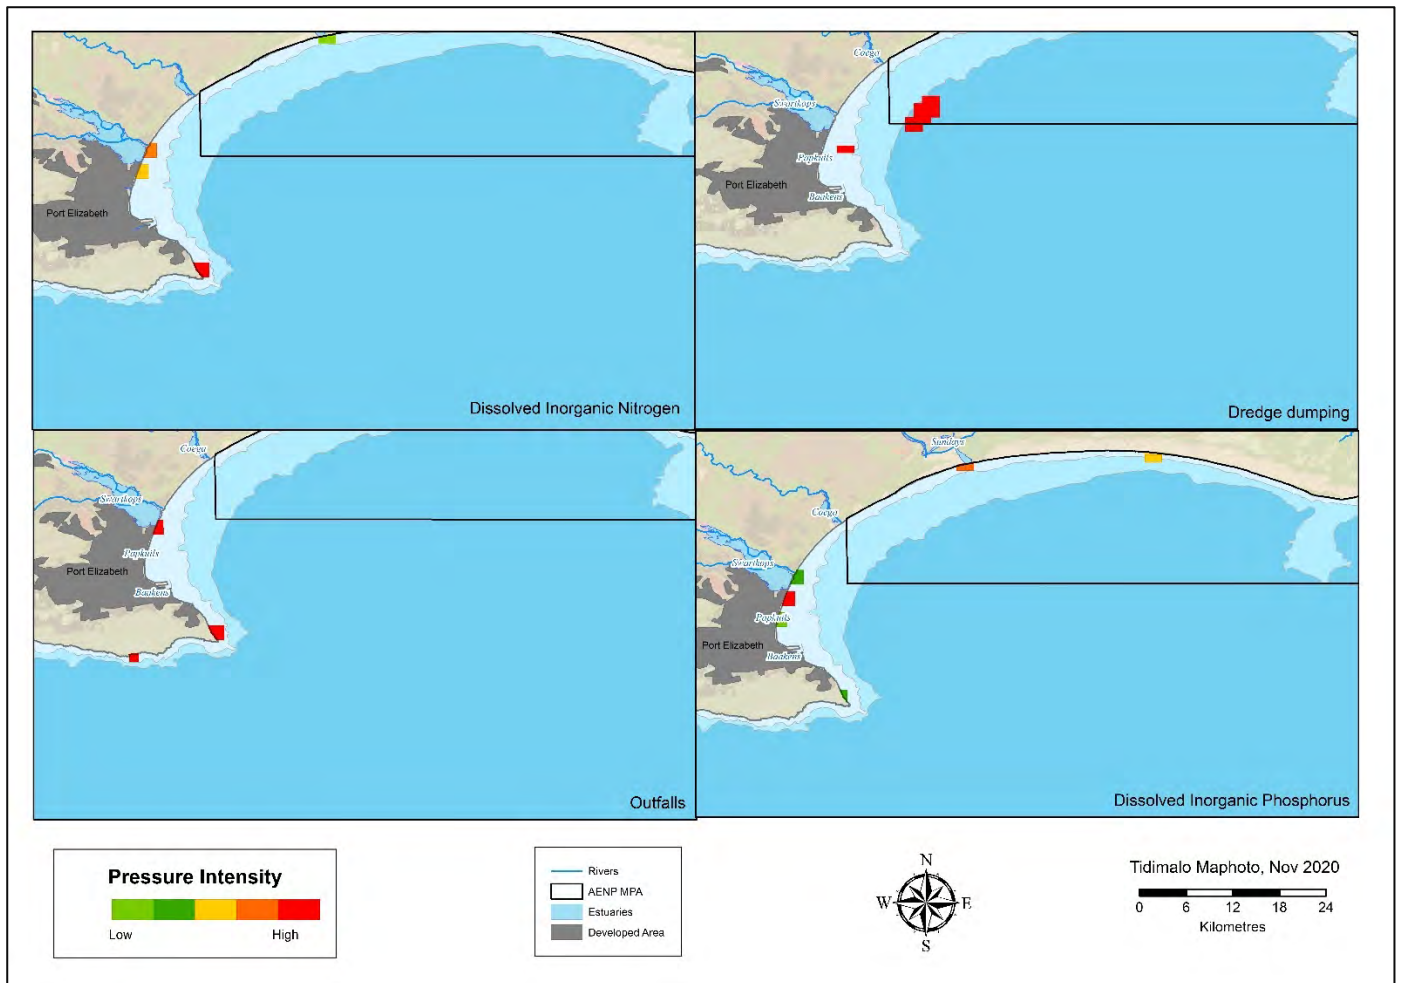 Port Elizabeth
Dissolved Inorganic Nitrogen
Coega
Swartkops
Papkuils
Port Elizabeth
Baakens
Dredge dumping
Coega
Swartkops
Papkuils
Port Elizabeth
Baakens
Outfalls
Sundays
Coega
Swartkops
Papkuils
Port Elizabeth
Baakens
Dissolved Inorganic Phosphorus
Pressure Intensity
Low High
Rivers
AENP MPA
Estuaries
Developed Area
N
W E
S
Tidimalo Maphoto, Nov 2020
0 6 12 18 24
Kilometres